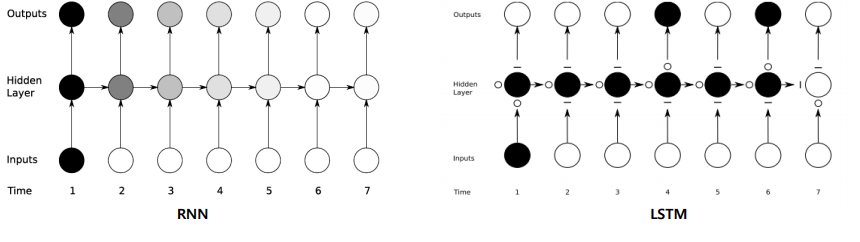 Outputs
Hidden
Layer
Inputs
Time 1 2 3 4 5 6 7
RNN
Outputs
Hidden
Layer
Inputs
Time 1 2 3 4 5 6 7
LSTM